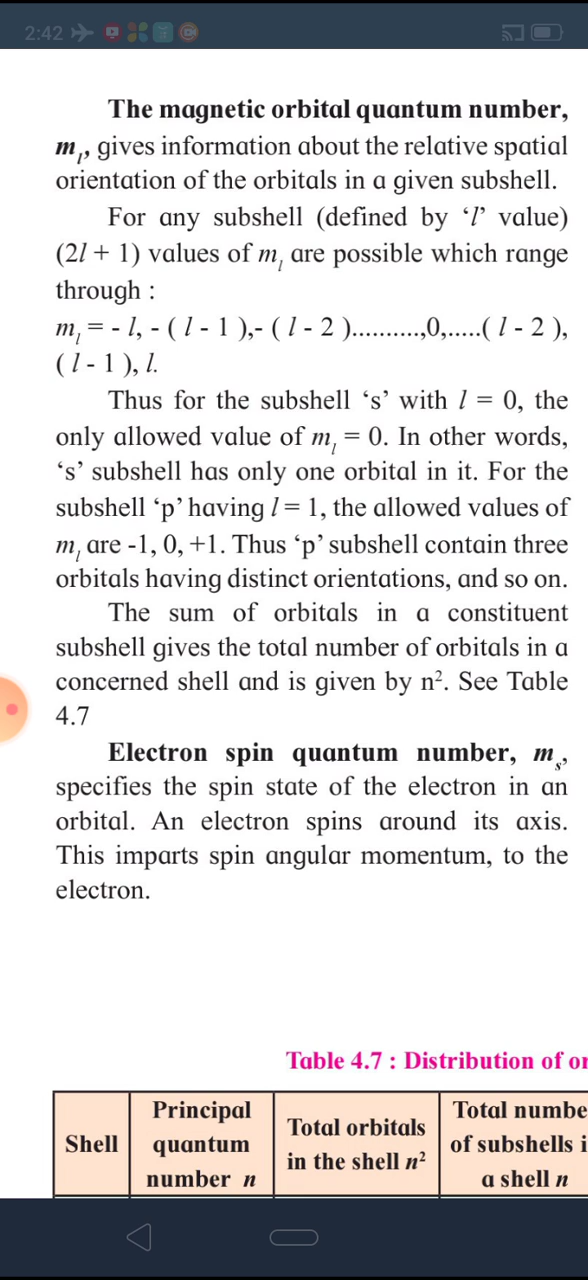 2:42
The magnetic orbital quantum number,
mₗ, gives information about the relative spatial
orientation of the orbitals in a given subshell.
For any subshell (defined by ‘l’ value)
(2l + 1) values of mₗ are possible which range
through :
mₗ = - l, - ( l - 1 ),- ( l - 2 )..........,0,.....( l - 2 ),
( l - 1 ), l.
Thus for the subshell ‘s’ with l = 0, the
only allowed value of mₗ = 0. In other words,
‘s’ subshell has only one orbital in it. For the
subshell ‘p’ having l = 1, the allowed values of
mₗ are -1, 0, +1. Thus ‘p’ subshell contain three
orbitals having distinct orientations, and so on.
The sum of orbitals in a constituent
subshell gives the total number of orbitals in a
concerned shell and is given by n². See Table
4.7
Electron spin quantum number, mₛ,
specifies the spin state of the electron in an
orbital. An electron spins around its axis.
This imparts spin angular momentum, to the
electron.
Table 4.7 : Distribution of or
Shell
Principal
quantum
number n
Total orbitals
in the shell n²
Total numbe
of subshells i
a shell n